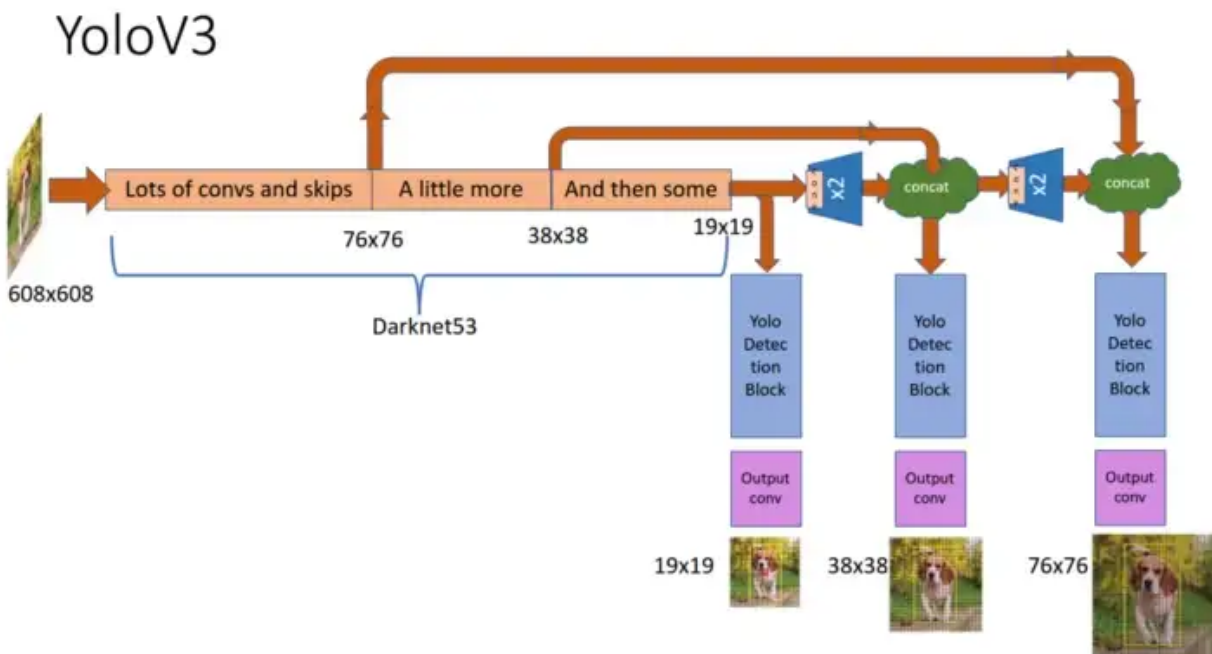 YoloV3
Lots of convs and skips
A little more
And then some
x2
concat
x2
concat
76x76
38x38
19x19
608x608
Darknet53
Yolo
Detec
tion
Block
Yolo
Detec
tion
Block
Yolo
Detec
tion
Block
Output
conv
Output
conv
Output
conv
19x19
38x38
76x76